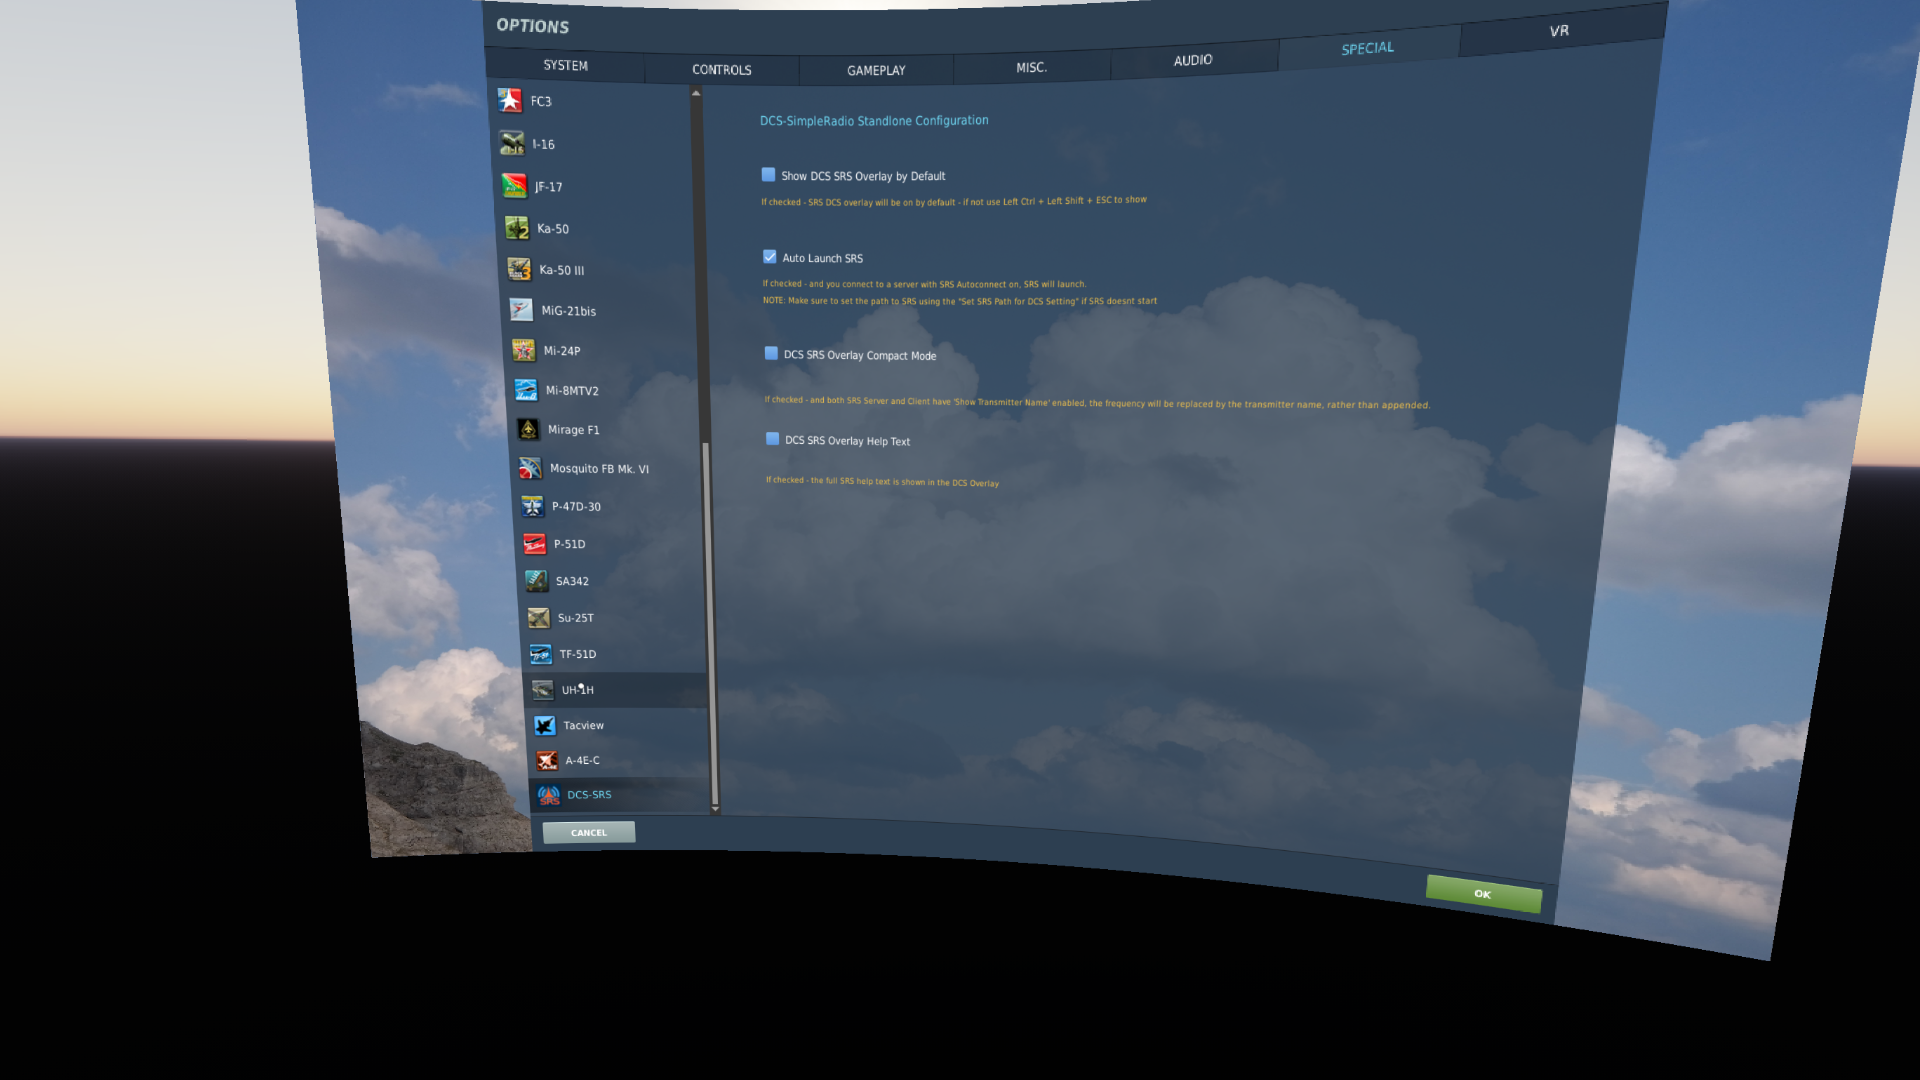 OPTIONS
SYSTEM
CONTROLS
GAMEPLAY
MISC.
AUDIO
SPECIAL
VR
FC3
I-16
JF-17
Ka-50
Ka-50 III
MiG-21bis
Mi-24P
Mi-8MTV2
Mirage F1
Mosquito FB Mk. VI
P-47D-30
P-51D
SA342
Su-25T
TF-51D
UH-1H
Tacview
A-4E-C
DCS-SRS
DCS-SimpleRadio Standlone Configuration
Show DCS SRS Overlay by Default
If checked - SRS DCS overlay will be on by default - if not use Left Ctrl + Left Shift + ESC to show
Auto Launch SRS
If checked - and you connect to a server with SRS Autoconnect on, SRS will launch.
NOTE: Make sure to set the path to SRS using the "Set SRS Path for DCS Setting" if SRS doesnt start
DCS SRS Overlay Compact Mode
If checked - and both SRS Server and Client have 'Show Transmitter Name' enabled, the frequency will be replaced by the transmitter name, rather than appended.
DCS SRS Overlay Help Text
If checked - the full SRS help text is shown in the DCS Overlay
CANCEL
OK